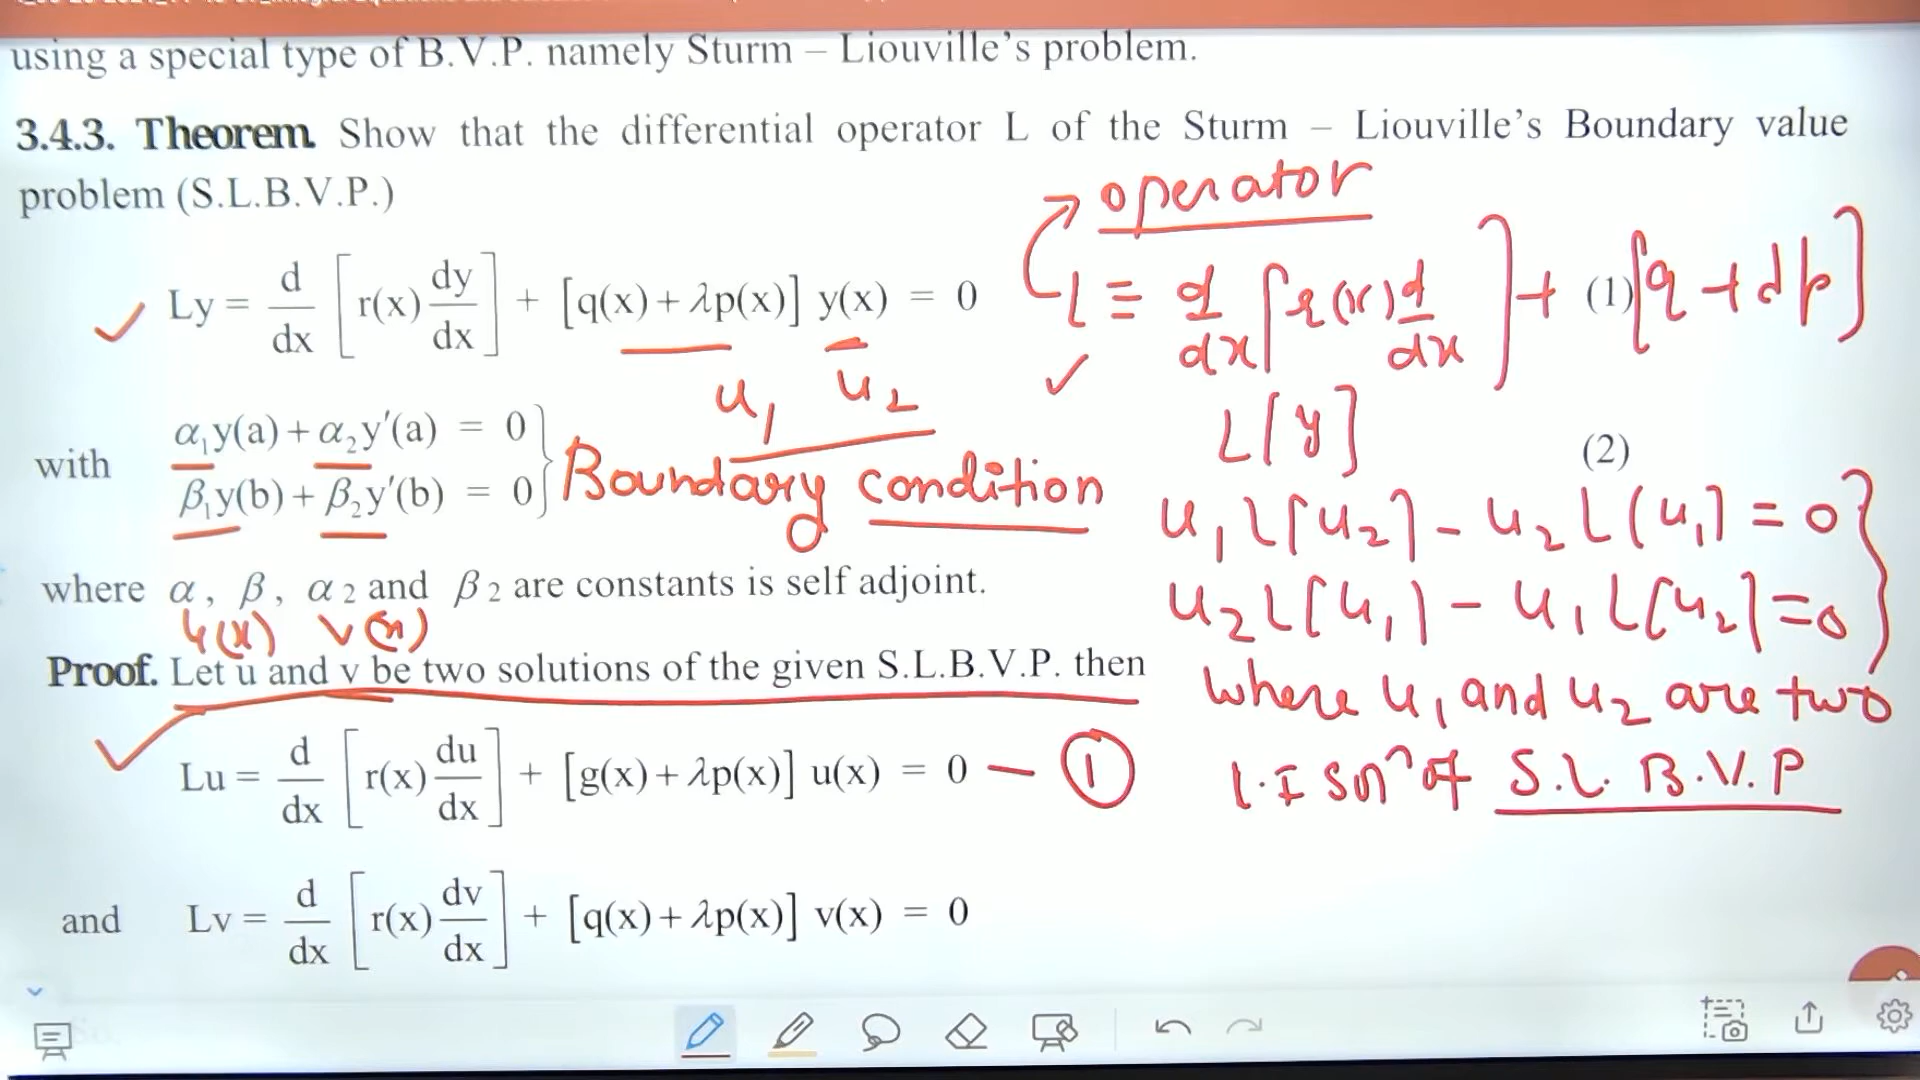 using a special type of B.V.P. namely Sturm – Liouville's problem.
3.4.3. Theorem. Show that the differential operator L of the Sturm – Liouville's Boundary value
problem (S.L.B.V.P.)
operator
Ly = d/dx [r(x) dy/dx] + [q(x) + λp(x)] y(x) = 0 (1)
L ≡ d/dx [r(x) d/dx] + [q + λp]
u₁ u₂
L[y]
with α₁y(a) + α₂y′(a) = 0
β₁y(b) + β₂y′(b) = 0 } (2)
Boundary condition
u₁ L[u₂] - u₂ L[u₁] = 0
u₂ L[u₁] - u₁ L[u₂] = 0 }
where α, β, α2 and β2 are constants is self adjoint.
u(x) v(x)
where u₁ and u₂ are two
L.I solⁿ of S.L. B.V.P
Proof. Let u and v be two solutions of the given S.L.B.V.P. then
Lu = d/dx [r(x) du/dx] + [g(x) + λp(x)] u(x) = 0 — ①
and Lv = d/dx [r(x) dv/dx] + [q(x) + λp(x)] v(x) = 0